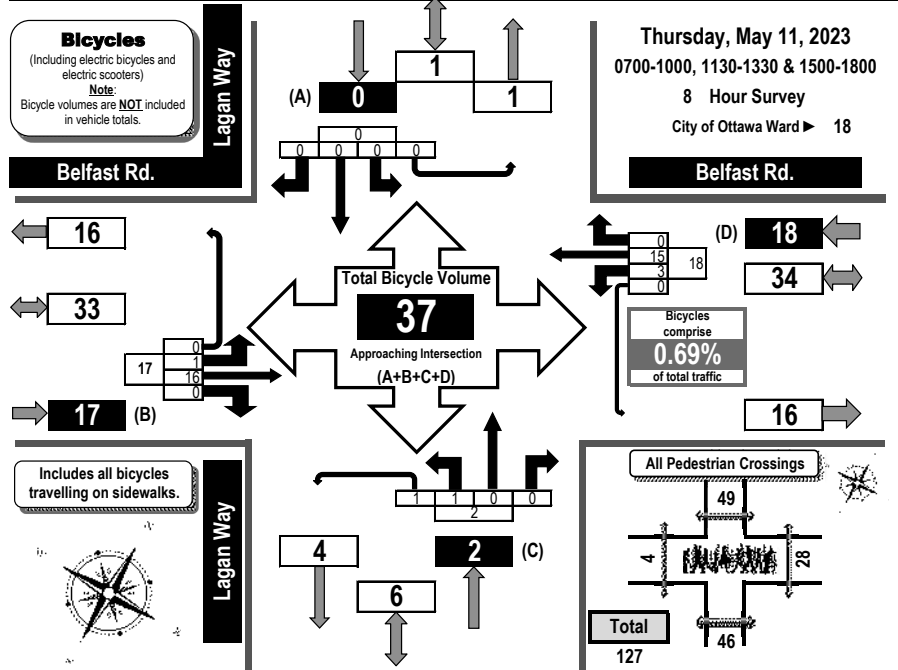 Bicycles
(Including electric bicycles and
electric scooters)
Note:
Bicycle volumes are NOT included
in vehicle totals.
Lagan Way
Belfast Rd.
1
(A) 0
1
0
0 0 0 0
Thursday, May 11, 2023
0700-1000, 1130-1330 & 1500-1800
8 Hour Survey
City of Ottawa Ward ► 18
Belfast Rd.
16
33
17
0
1
16
0
17 (B)
Total Bicycle Volume
37
Approaching Intersection
(A+B+C+D)
0
15
3
0
18
(D) 18
34
Bicycles
comprise
0.69%
of total traffic
16
Includes all bicycles
travelling on sidewalks.
Lagan Way
1 1 0 0
2
4
2 (C)
6
All Pedestrian Crossings
49
4
28
46
Total
127